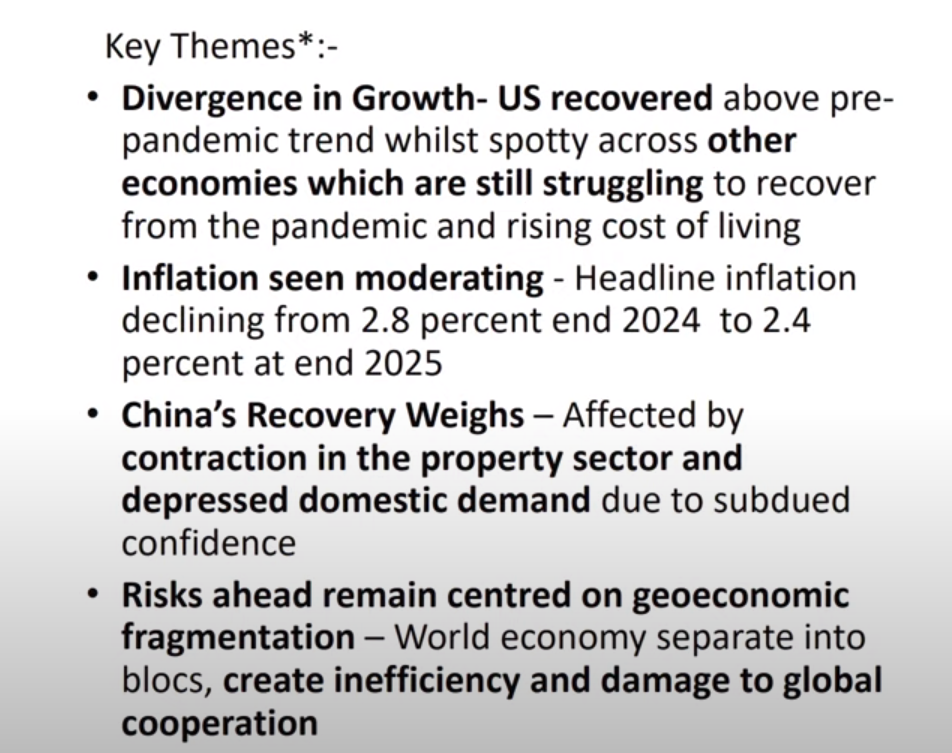 Key Themes*:-
• Divergence in Growth- US recovered above pre-
pandemic trend whilst spotty across other
economies which are still struggling to recover
from the pandemic and rising cost of living
• Inflation seen moderating - Headline inflation
declining from 2.8 percent end 2024  to 2.4
percent at end 2025
• China’s Recovery Weighs – Affected by
contraction in the property sector and
depressed domestic demand due to subdued
confidence
• Risks ahead remain centred on geoeconomic
fragmentation – World economy separate into
blocs, create inefficiency and damage to global
cooperation